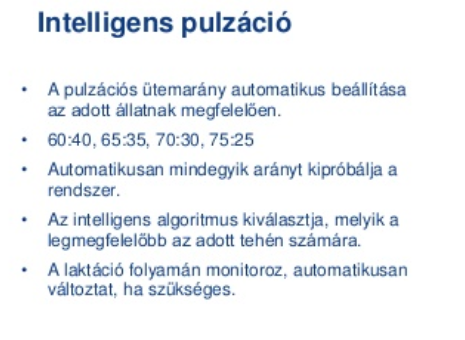 Intelligens pulzáció
• A pulzációs ütemarány automatikus beállítása
az adott állatnak megfelelően.
• 60:40, 65:35, 70:30, 75:25
• Automatikusan mindegyik arányt kipróbálja a
rendszer.
• Az intelligens algoritmus kiválasztja, melyik a
legmegfelelőbb az adott tehén számára.
• A laktáció folyamán monitoroz, automatikusan
változtat, ha szükséges.